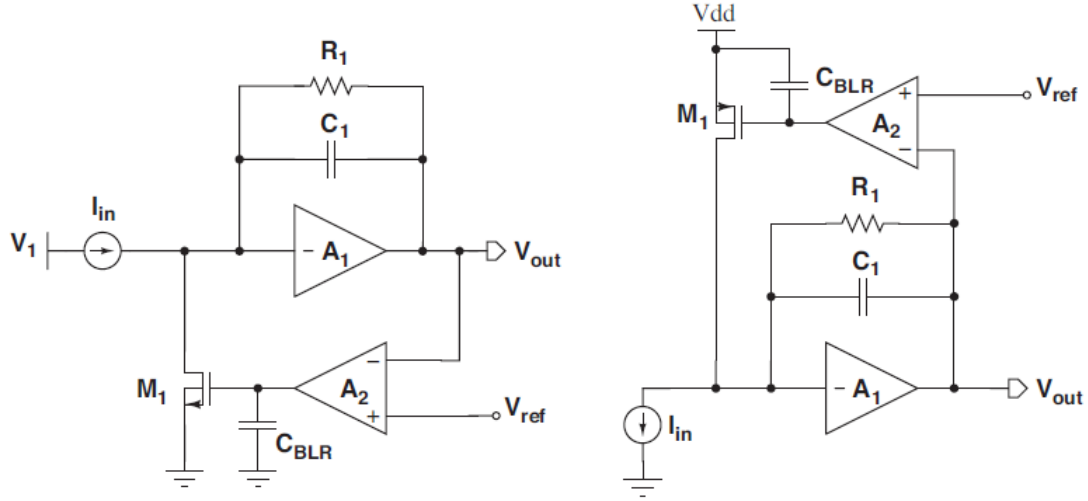 R1
C1
Iin
V1
− A1
Vout
M1
A2
−
+
Vref
CBLR
Vdd
CBLR
M1
+
A2
−
Vref
R1
C1
− A1
Vout
Iin